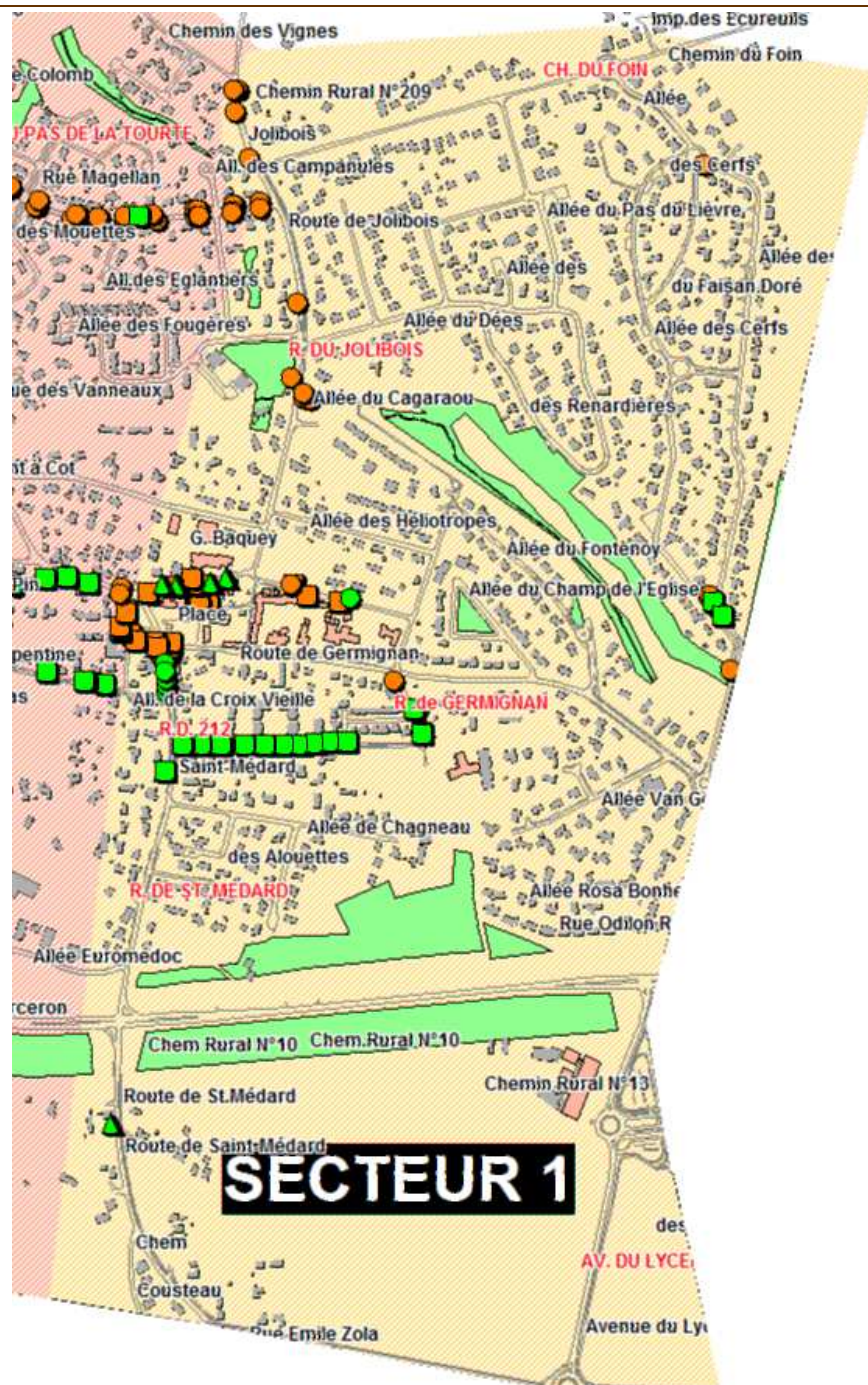 Imp.des Ecureuils
Chemin des Vignes
Chemin du Foin
CH. DU FOIN
Colomb
Chemin Rural N°209
Allée
PAS DE LA TOURTE
Jolibois
All. des Campanules
des Cerfs
Rue Magellan
Allée du Pas du Lièvre
Route de Jolibois
des Mouettes
Allée des
Allée des
All.des Eglantiers
du Faisan Doré
Allée des Fougères
Allée du Dées
Allée des Cerfs
R. DU JOLIBOIS
des Vanneaux
Allée du Cagaraou
des Renardières
à Cot
Allée des Héliotropes
G. Baquey
Allée du Fontenoy
Pin
Allée du Champ de l'Eglise
Place
Route de Germignan
All. de la Croix Vieille
R. de GERMIGNAN
R.D. 212
Saint-Médard
Allée Van G
Allée de Chagneau
des Alouettes
R. DE ST. MEDARD
Allée Rosa Bonhe
Rue Odilon R
Allée Euromédoc
Chem Rural N°10
Chem.Rural N°10
Chemin Rural N°13
Route de St.Médard
Route de Saint-Médard
SECTEUR 1
des
Chem
AV. DU LYCE
Cousteau
Rue Emile Zola
Avenue du Ly